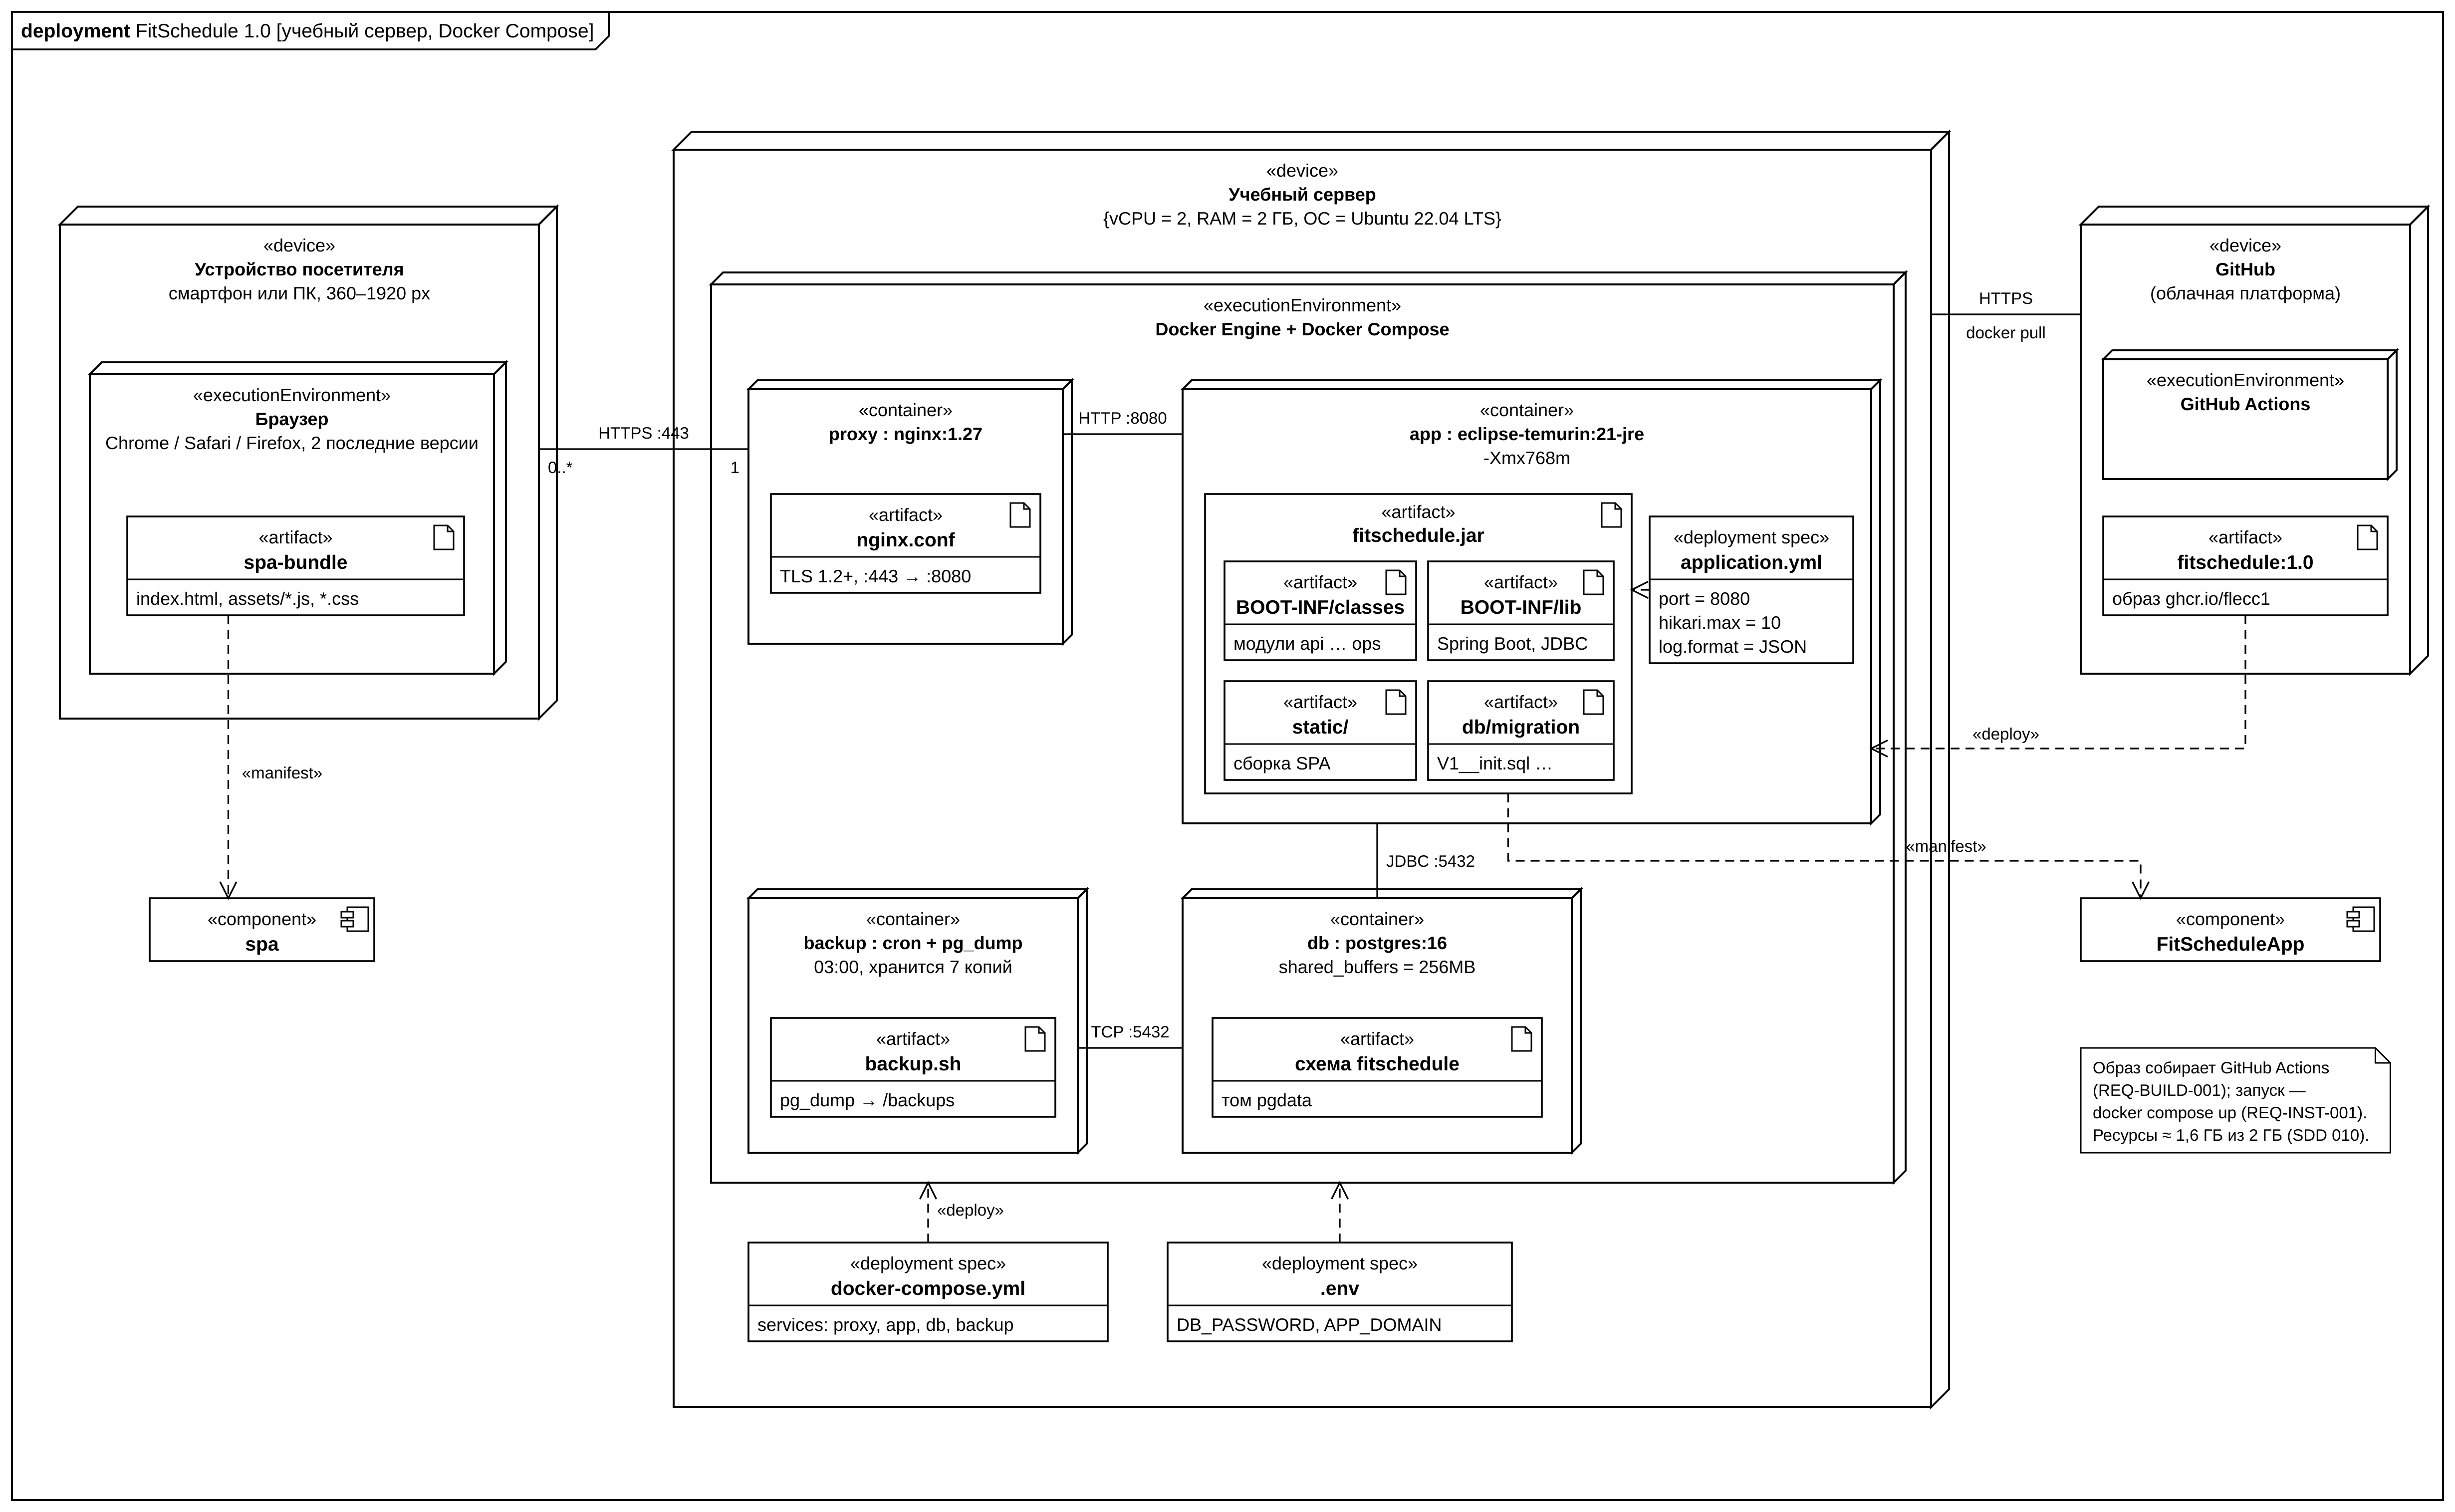 deployment FitSchedule 1.0 [учебный сервер, Docker Compose]
«device»
Устройство посетителя
смартфон или ПК, 360–1920 px
«executionEnvironment»
Браузер
Chrome / Safari / Firefox, 2 последние версии
«artifact»
spa-bundle
index.html, assets/*.js, *.css
«manifest»
«component»
spa
HTTPS :443
0..*
1
«device»
Учебный сервер
{vCPU = 2, RAM = 2 ГБ, ОС = Ubuntu 22.04 LTS}
«executionEnvironment»
Docker Engine + Docker Compose
«container»
proxy : nginx:1.27
«artifact»
nginx.conf
TLS 1.2+, :443 → :8080
HTTP :8080
«container»
app : eclipse-temurin:21-jre
-Xmx768m
«artifact»
fitschedule.jar
«artifact»
BOOT-INF/classes
модули api … ops
«artifact»
BOOT-INF/lib
Spring Boot, JDBC
«artifact»
static/
сборка SPA
«artifact»
db/migration
V1__init.sql …
«deployment spec»
application.yml
port = 8080
hikari.max = 10
log.format = JSON
JDBC :5432
«container»
backup : cron + pg_dump
03:00, хранится 7 копий
«artifact»
backup.sh
pg_dump → /backups
TCP :5432
«container»
db : postgres:16
shared_buffers = 256MB
«artifact»
схема fitschedule
том pgdata
«deploy»
«deployment spec»
docker-compose.yml
services: proxy, app, db, backup
«deployment spec»
.env
DB_PASSWORD, APP_DOMAIN
HTTPS
docker pull
«device»
GitHub
(облачная платформа)
«executionEnvironment»
GitHub Actions
«artifact»
fitschedule:1.0
образ ghcr.io/flecc1
«deploy»
«manifest»
«component»
FitScheduleApp
Образ собирает GitHub Actions
(REQ-BUILD-001); запуск —
docker compose up (REQ-INST-001).
Ресурсы ≈ 1,6 ГБ из 2 ГБ (SDD 010).